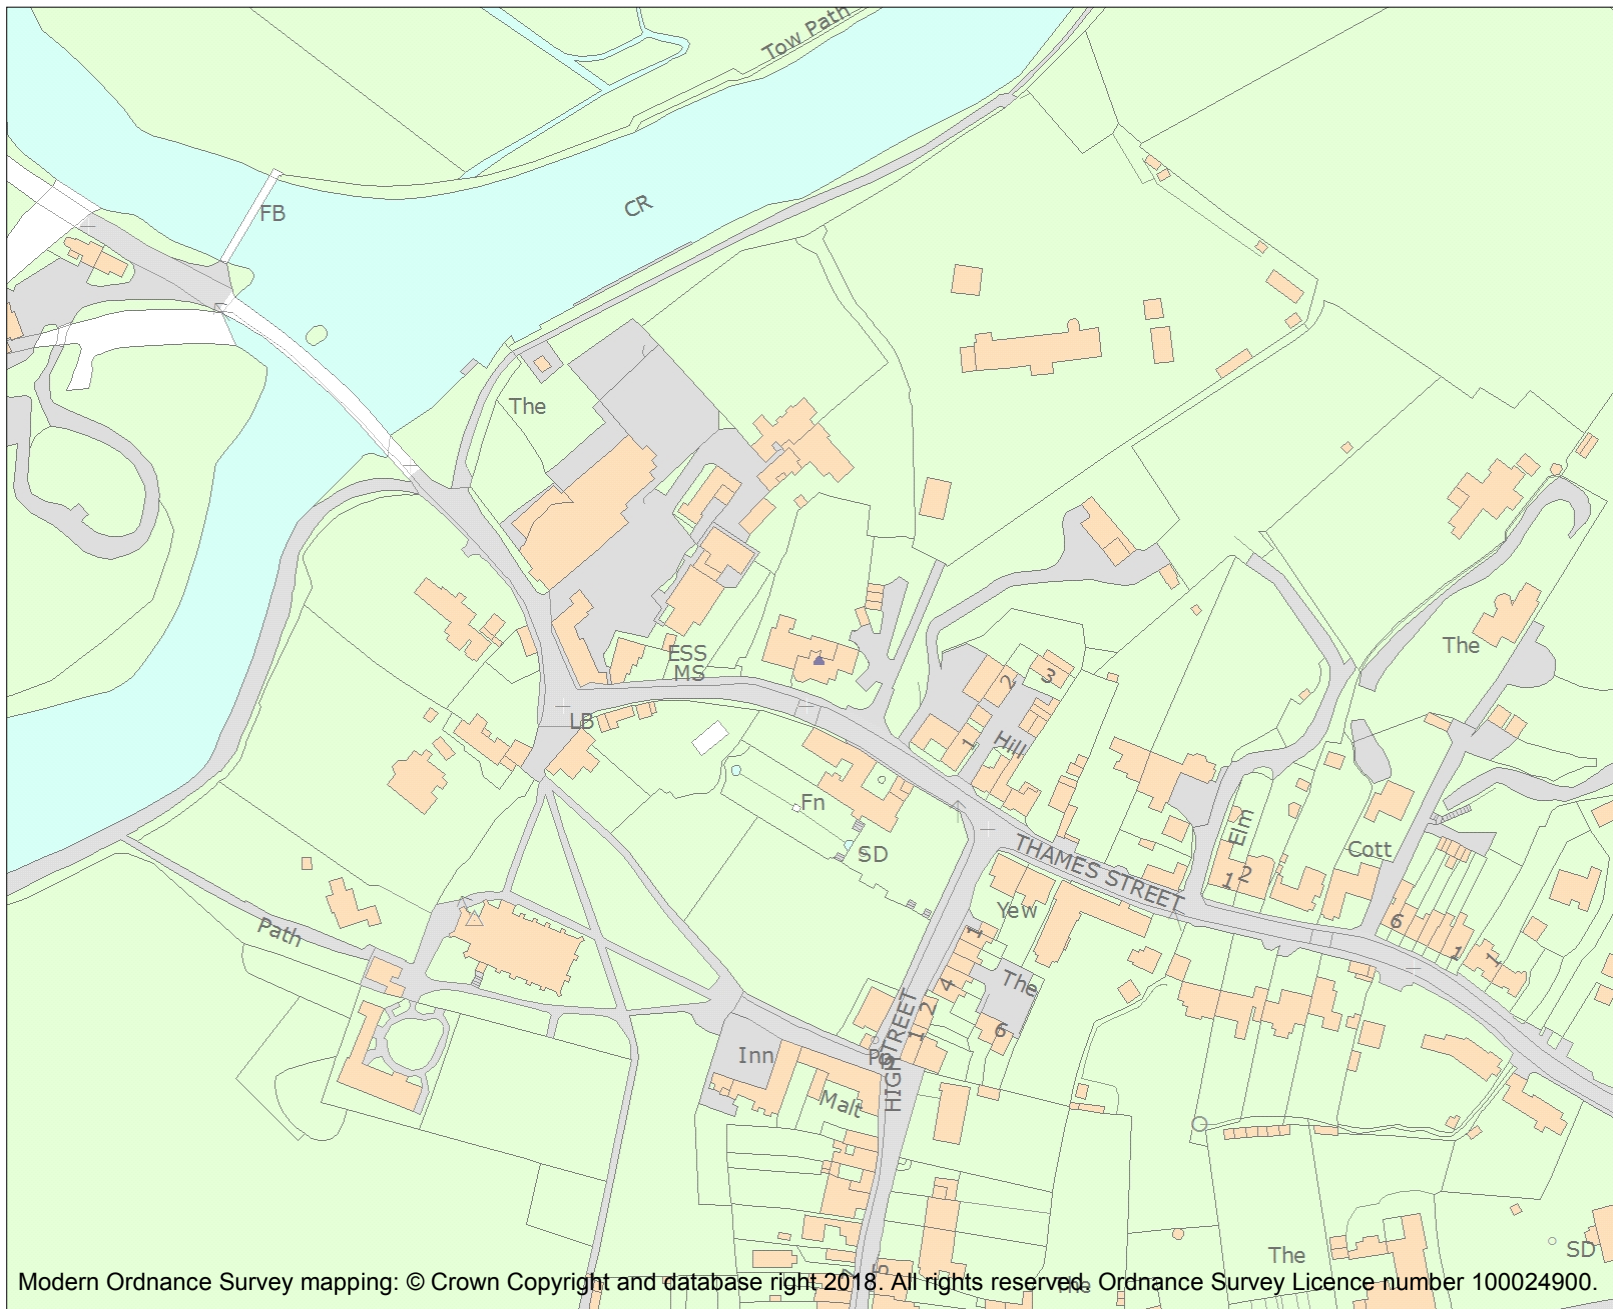 Tow Path
FB
CR
The
ESS
MS
LB
2
3
1
Hill
The
Fn
SD
THAMES STREET
Elm
1 2
Cott
Yew
6
1
1
Path
1
The
4
2
1
6
HIGH STREET
Inn
Malt
The
SD
The
5
Modern Ordnance Survey mapping: © Crown Copyright and database right 2018. All rights reserved. Ordnance Survey Licence number 100024900.